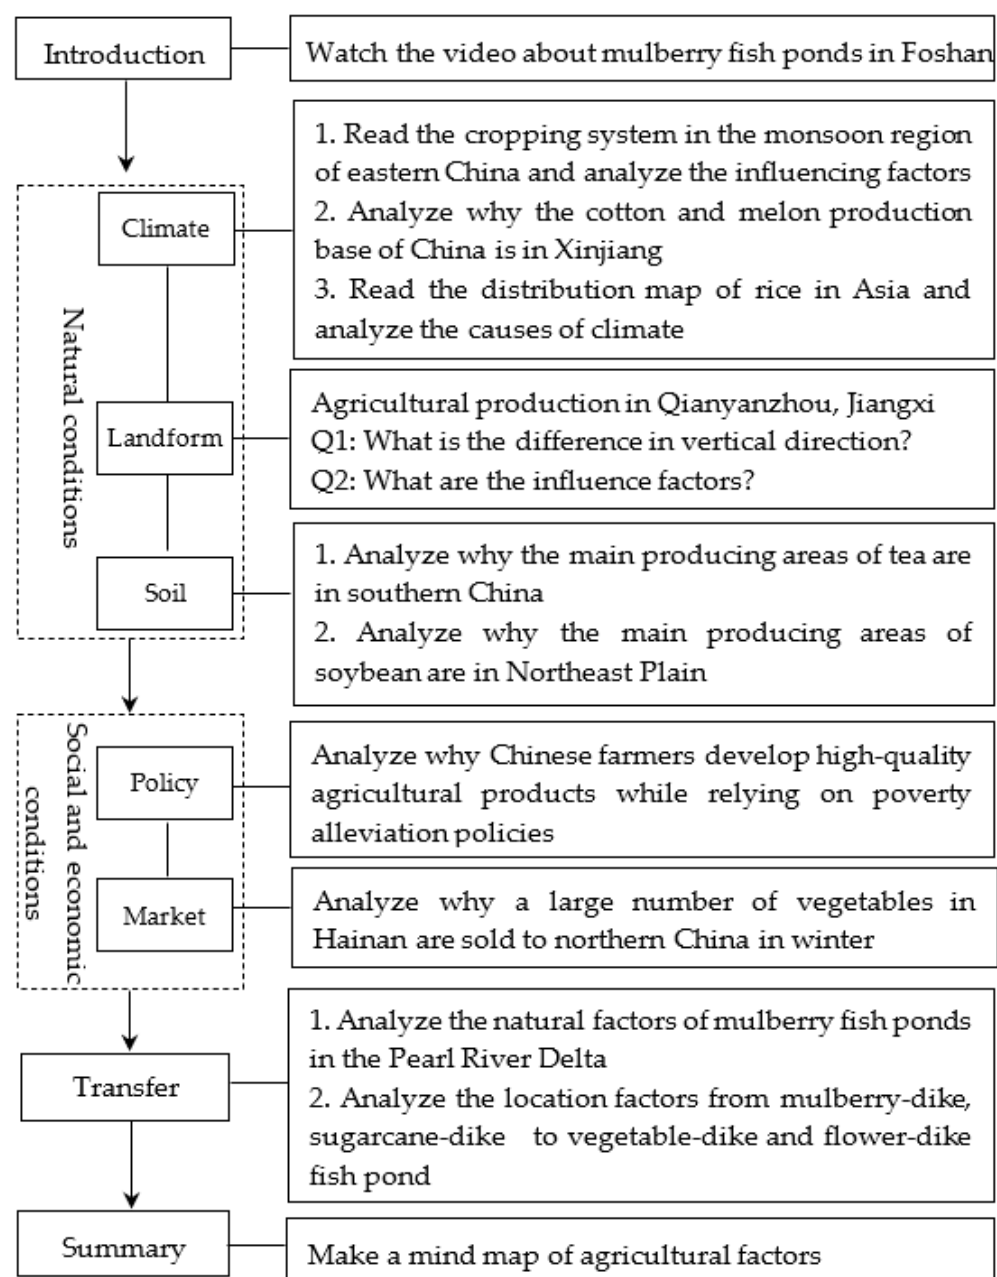 Introduction
Watch the video about mulberry fish ponds in Foshan
Natural conditions
Climate
1. Read the cropping system in the monsoon region
of eastern China and analyze the influencing factors
2. Analyze why the cotton and melon production
base of China is in Xinjiang
3. Read the distribution map of rice in Asia and
analyze the causes of climate
Landform
Agricultural production in Qianyanzhou, Jiangxi
Q1: What is the difference in vertical direction?
Q2: What are the influence factors?
Soil
1. Analyze why the main producing areas of tea are
in southern China
2. Analyze why the main producing areas of
soybean are in Northeast Plain
Social and economic
conditions
Policy
Analyze why Chinese farmers develop high-quality
agricultural products while relying on poverty
alleviation policies
Market
Analyze why a large number of vegetables in
Hainan are sold to northern China in winter
Transfer
1. Analyze the natural factors of mulberry fish ponds
in the Pearl River Delta
2. Analyze the location factors from mulberry-dike,
sugarcane-dike to vegetable-dike and flower-dike
fish pond
Summary
Make a mind map of agricultural factors